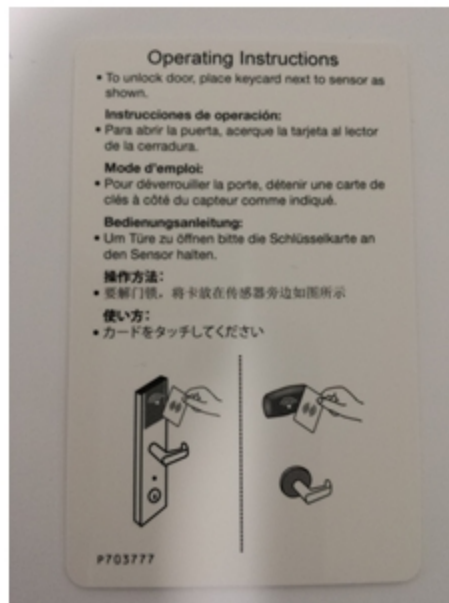 Operating Instructions
• To unlock door, place keycard next to sensor as
shown.
Instrucciones de operación:
• Para abrir la puerta, acerque la tarjeta al lector
de la cerradura.
Mode d'emploi:
• Pour déverrouiller la porte, détenir une carte de
clés à côté du capteur comme indiqué.
Bedienungsanleitung:
• Um Türe zu öffnen bitte die Schlüsselkarte an
den Sensor halten.
操作方法:
• 要解门锁，将卡放在传感器旁边如图所示
使い方:
• カードをタッチしてください
P703777